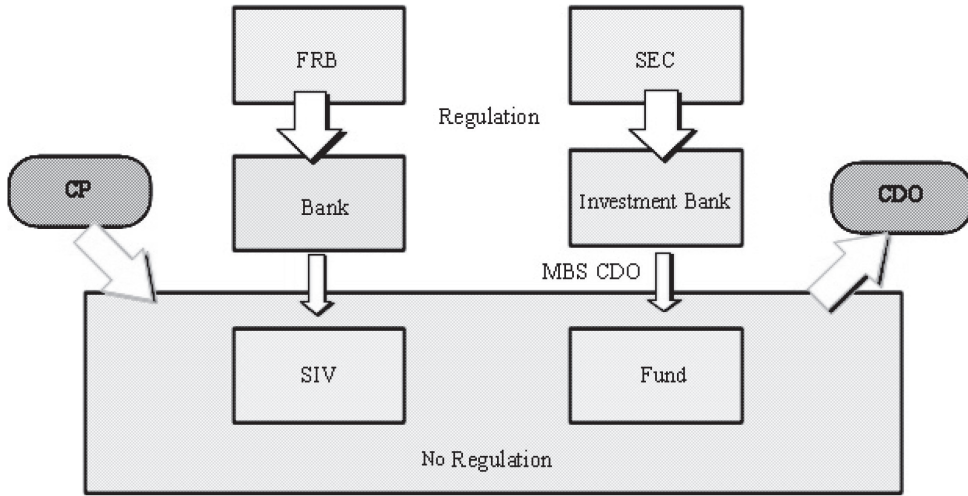 FRB
SEC
Regulation
CP
Bank
Investment Bank
CDO
MBS CDO
SIV
Fund
No Regulation